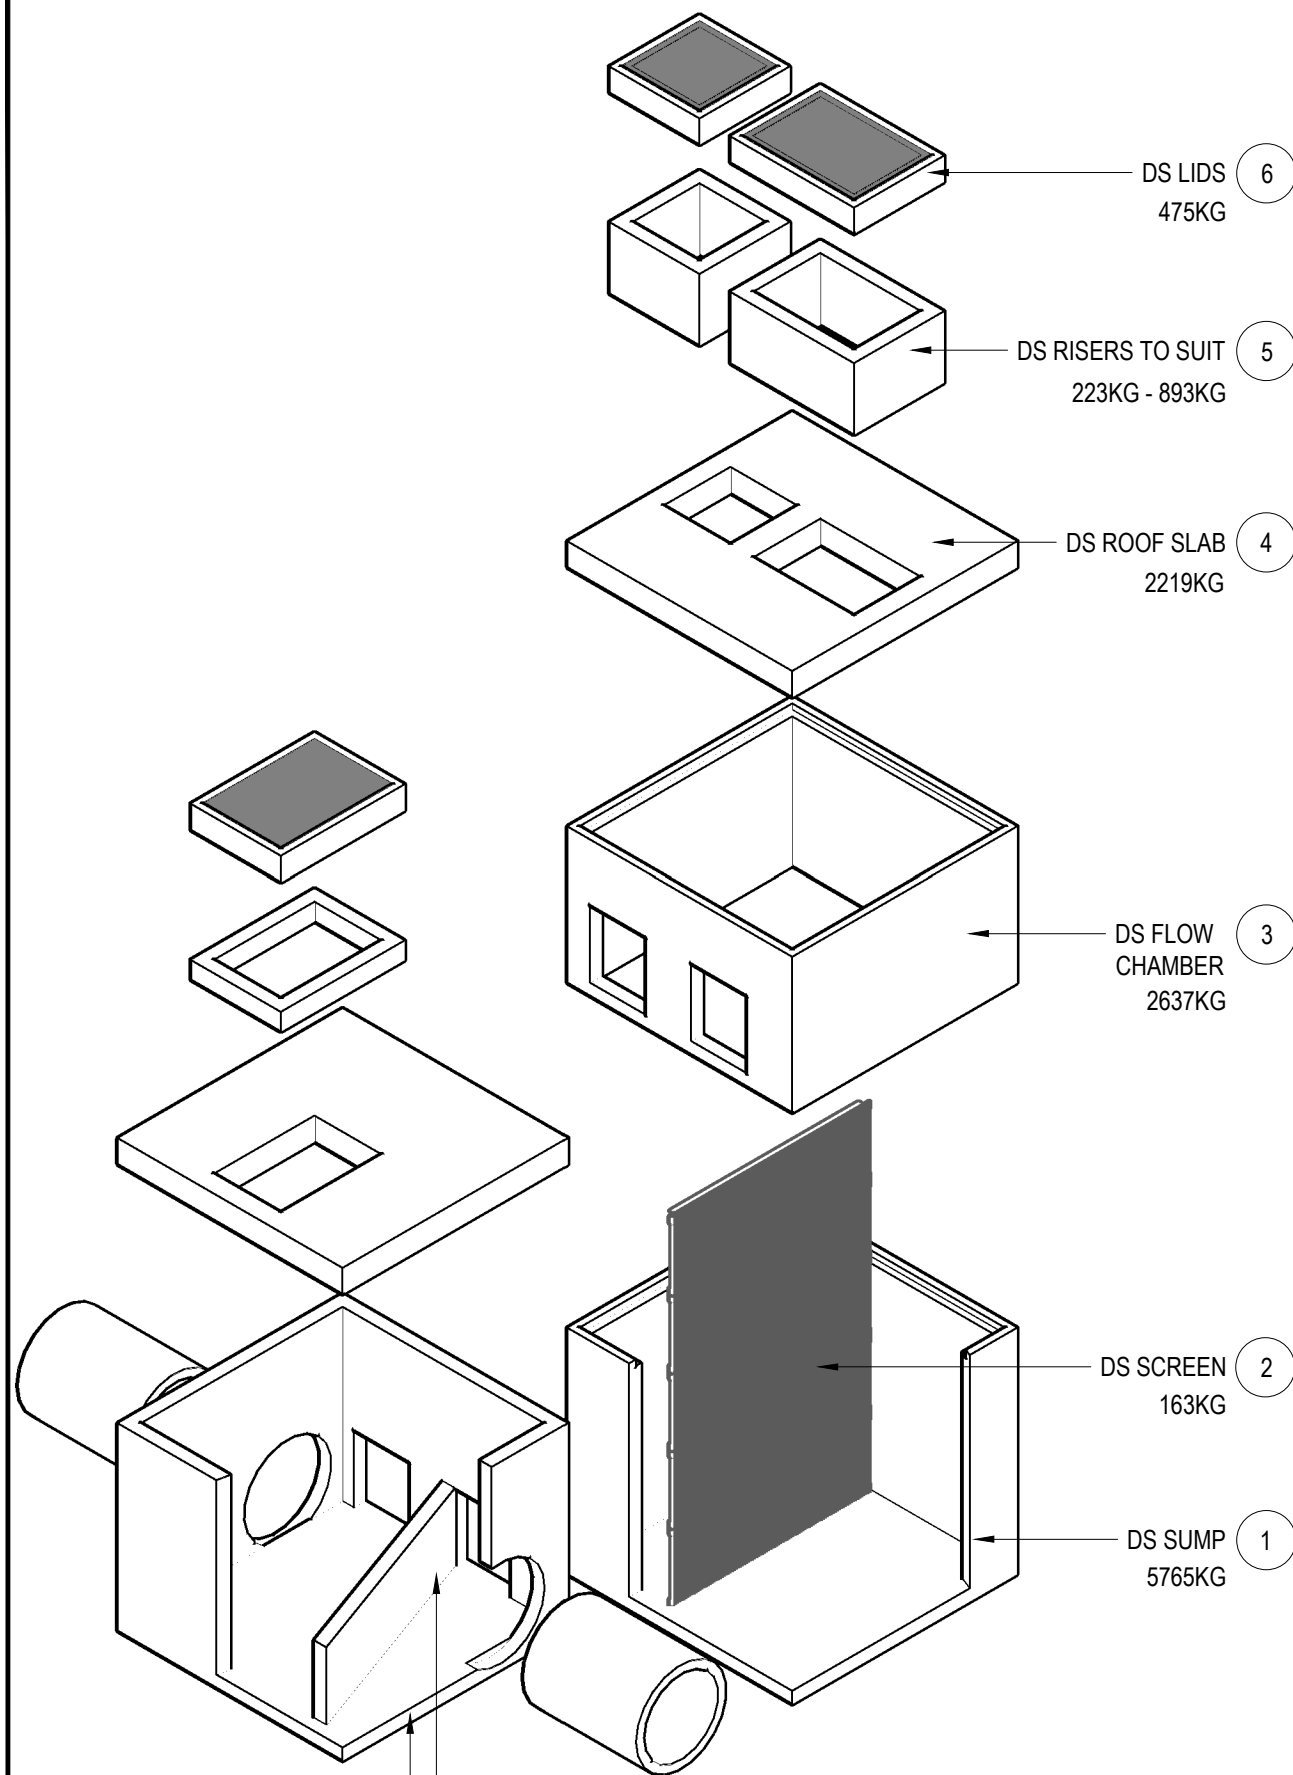 DS LIDS 6
475KG
DS RISERS TO SUIT 5
223KG - 893KG
DS ROOF SLAB 4
2219KG
DS FLOW 3
CHAMBER
2637KG
DS SCREEN 2
163KG
DS SUMP 1
5765KG